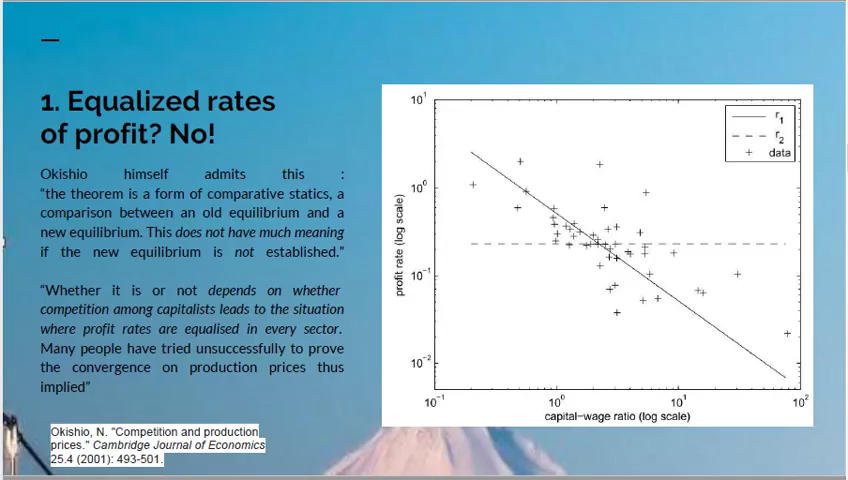 1. Equalized rates
of profit? No!
Okishio himself admits this :
“the theorem is a form of comparative statics, a
comparison between an old equilibrium and a
new equilibrium. This does not have much meaning
if the new equilibrium is not established.”
“Whether it is or not depends on whether
competition among capitalists leads to the situation
where profit rates are equalised in every sector.
Many people have tried unsuccessfully to prove
the convergence on production prices thus
implied”
Okishio, N. "Competition and production
prices." Cambridge Journal of Economics
25.4 (2001): 493-501.
10^1
10^0
10^-1
10^-2
profit rate (log scale)
r_1
r_2
data
10^-1 10^0 10^1 10^2
capital-wage ratio (log scale)